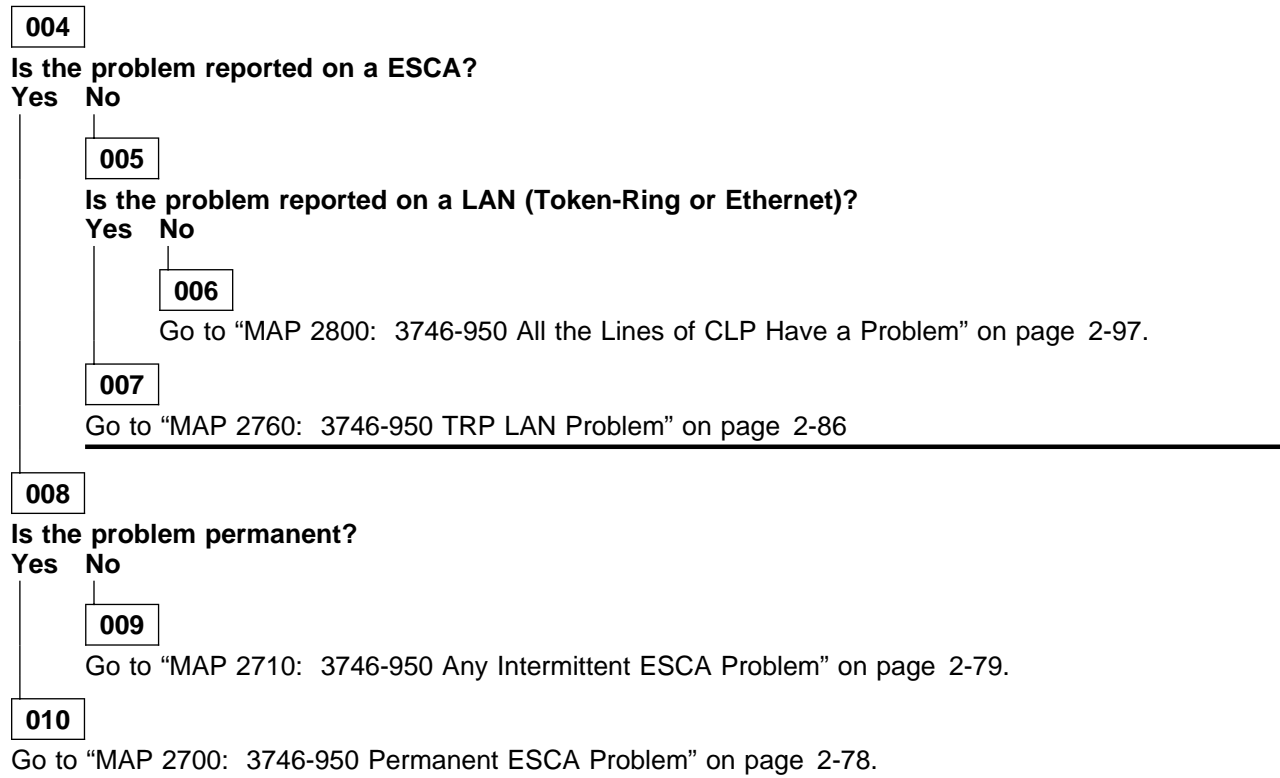 004
Is the problem reported on a ESCA?
Yes No
005
Is the problem reported on a LAN (Token-Ring or Ethernet)?
Yes No
006
Go to “MAP 2800: 3746-950 All the Lines of CLP Have a Problem” on page 2-97.
007
Go to “MAP 2760: 3746-950 TRP LAN Problem” on page 2-86
008
Is the problem permanent?
Yes No
009
Go to “MAP 2710: 3746-950 Any Intermittent ESCA Problem” on page 2-79.
010
Go to “MAP 2700: 3746-950 Permanent ESCA Problem” on page 2-78.